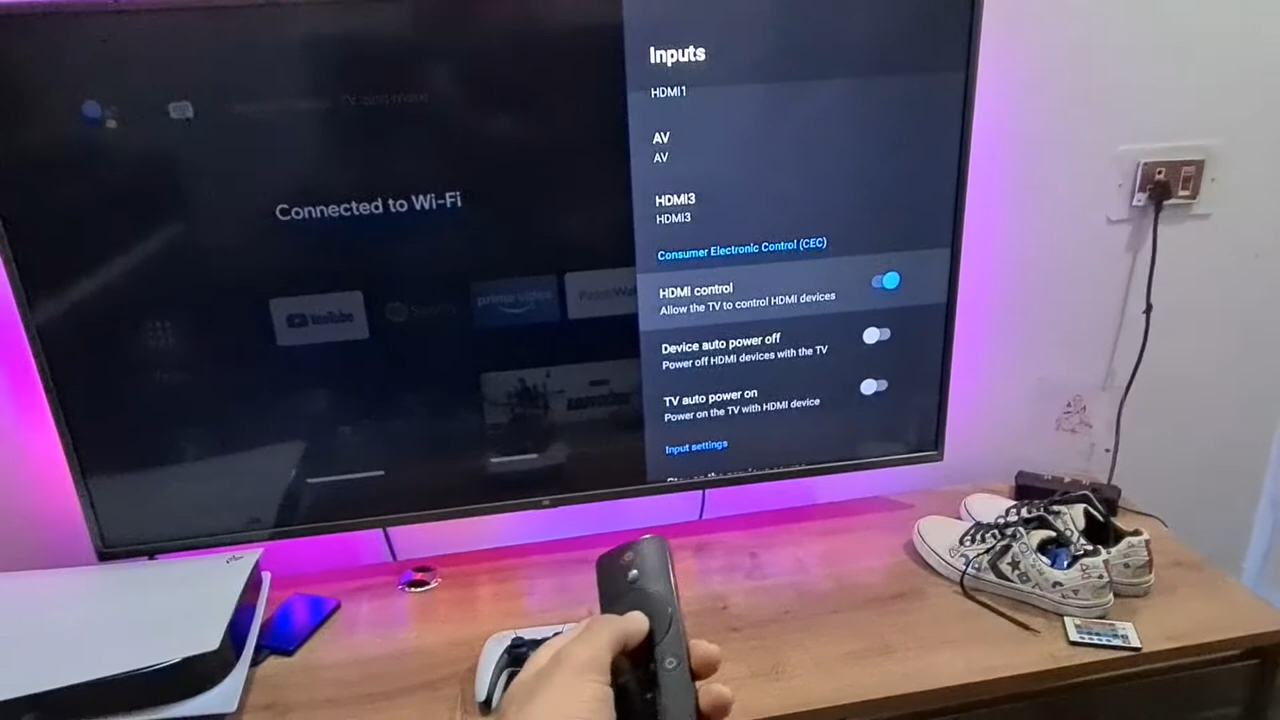 Inputs
HDMI1
AV
AV
HDMI3
HDMI3
Consumer Electronic Control (CEC)
HDMI control
Allow the TV to control HDMI devices
Device auto power off
Power off HDMI devices with the TV
TV auto power on
Power on the TV with HDMI device
Input settings
Connected to Wi-Fi
YouTube
Spotify
prime video